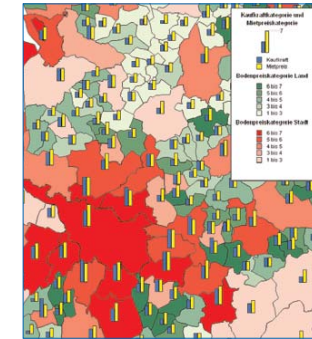 Kaufkraftkategorie und
Mietpreiskategorie
7
Kaufkraft
Mietpreis
Bodenpreiskategorie Land
6 bis 7
5 bis 6
4 bis 5
3 bis 4
1 bis 3
Bodenpreiskategorie Stadt
6 bis 7
5 bis 6
4 bis 5
3 bis 4
1 bis 3